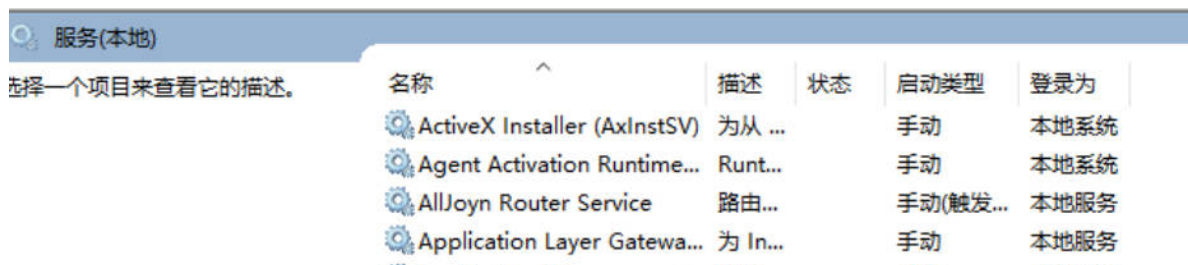 服务(本地)
选择一个项目来查看它的描述。
名称 描述 状态 启动类型 登录为
ActiveX Installer (AxInstSV) 为从 ... 手动 本地系统
Agent Activation Runtime... Runt... 手动 本地系统
AllJoyn Router Service 路由... 手动(触发... 本地服务
Application Layer Gatewa... 为 In... 手动 本地服务